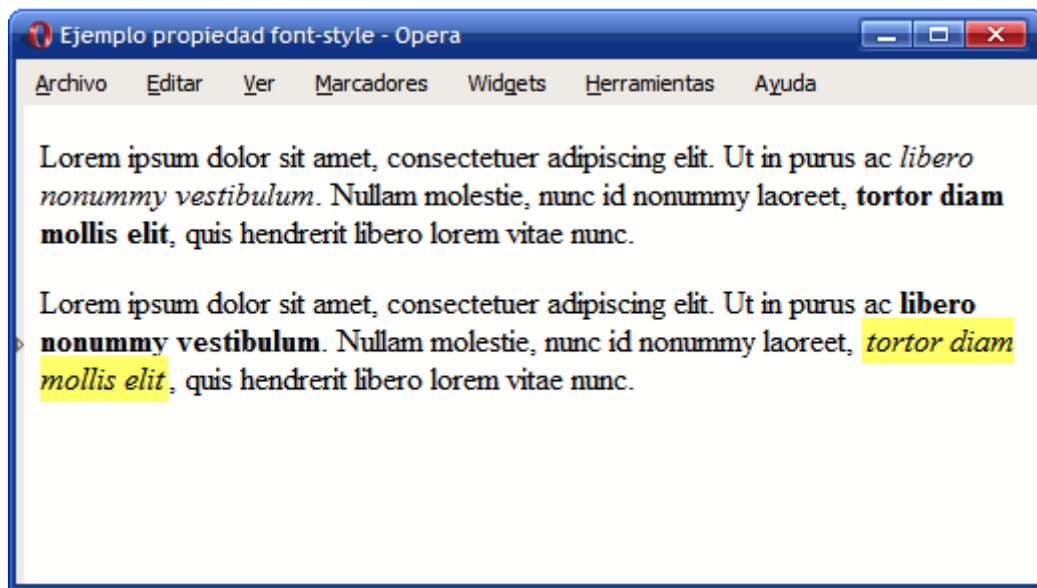 Ejemplo propiedad font-style - Opera
Archivo Editar Ver Marcadores Widgets Herramientas Ayuda
Lorem ipsum dolor sit amet, consectetuer adipiscing elit. Ut in purus ac libero
nonummy vestibulum. Nullam molestie, nunc id nonummy laoreet, tortor diam
mollis elit, quis hendrerit libero lorem vitae nunc.
Lorem ipsum dolor sit amet, consectetuer adipiscing elit. Ut in purus ac libero
nonummy vestibulum. Nullam molestie, nunc id nonummy laoreet, tortor diam
mollis elit, quis hendrerit libero lorem vitae nunc.